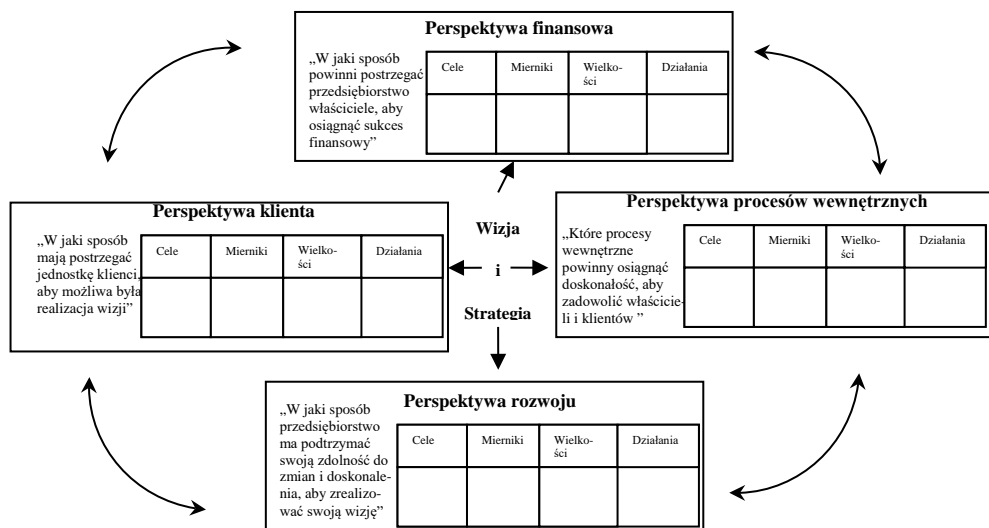 Perspektywa finansowa
„W jaki sposób
powinni postrzegać
przedsiębiorstwo
właściciele, aby
osiągnąć sukces
finansowy”
Cele Mierniki Wielko- Działania
ści
Perspektywa klienta
„W jaki sposób
mają postrzegać
jednostkę klienci,
aby możliwa była
realizacja wizji”
Cele Mierniki Wielko- Działania
ści
Wizja
i
Strategia
Perspektywa procesów wewnętrznych
„Które procesy
wewnętrzne
powinny osiągnąć
doskonałość, aby
zadowolić właścicie-
li i klientów ”
Cele Mierniki Wielko- Działania
ści
Perspektywa rozwoju
„W jaki sposób
przedsiębiorstwo
ma podtrzymać
swoją zdolność do
zmian i doskonale-
nia, aby zrealizo-
wać swoją wizję”
Cele Mierniki Wielko- Działania
ści